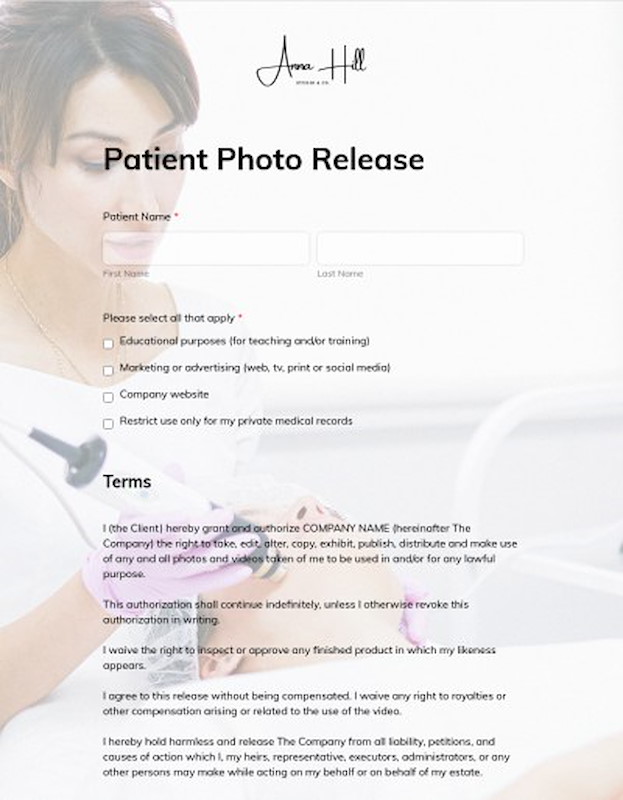 Anna Hill
Patient Photo Release
Patient Name *
First Name Last Name
Please select all that apply *
Educational purposes (for teaching and/or training)
Marketing or advertising (web, tv, print or social media)
Company website
Restrict use only for my private medical records
Terms
I (the Client) hereby grant and authorize COMPANY NAME (hereinafter The
Company) the right to take, edit, alter, copy, exhibit, publish, distribute and make use
of any and all photos and videos taken of me to be used in and/or for any lawful
purpose.
This authorization shall continue indefinitely, unless I otherwise revoke this
authorization in writing.
I waive the right to inspect or approve any finished product in which my likeness
appears.
I agree to this release without being compensated. I waive any right to royalties or
other compensation arising or related to the use of the video.
I hereby hold harmless and release The Company from all liability, petitions, and
causes of action which I, my heirs, representative, executors, administrators, or any
other persons may make while acting on my behalf or on behalf of my estate.